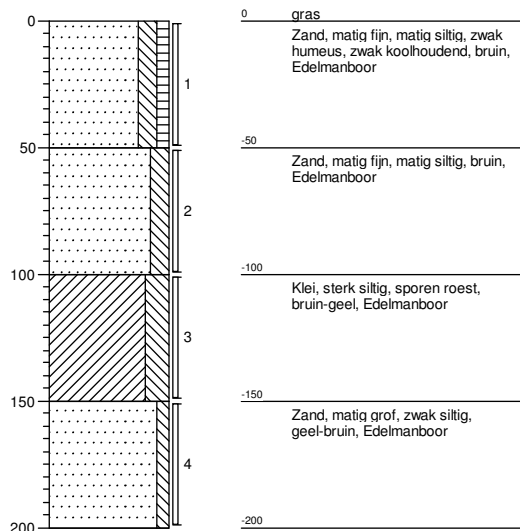 0
50
100
150
200
1
2
3
4
0
gras
Zand, matig fijn, matig siltig, zwak
humeus, zwak koolhoudend, bruin,
Edelmanboor
-50
Zand, matig fijn, matig siltig, bruin,
Edelmanboor
-100
Klei, sterk siltig, sporen roest,
bruin-geel, Edelmanboor
-150
Zand, matig grof, zwak siltig,
geel-bruin, Edelmanboor
-200